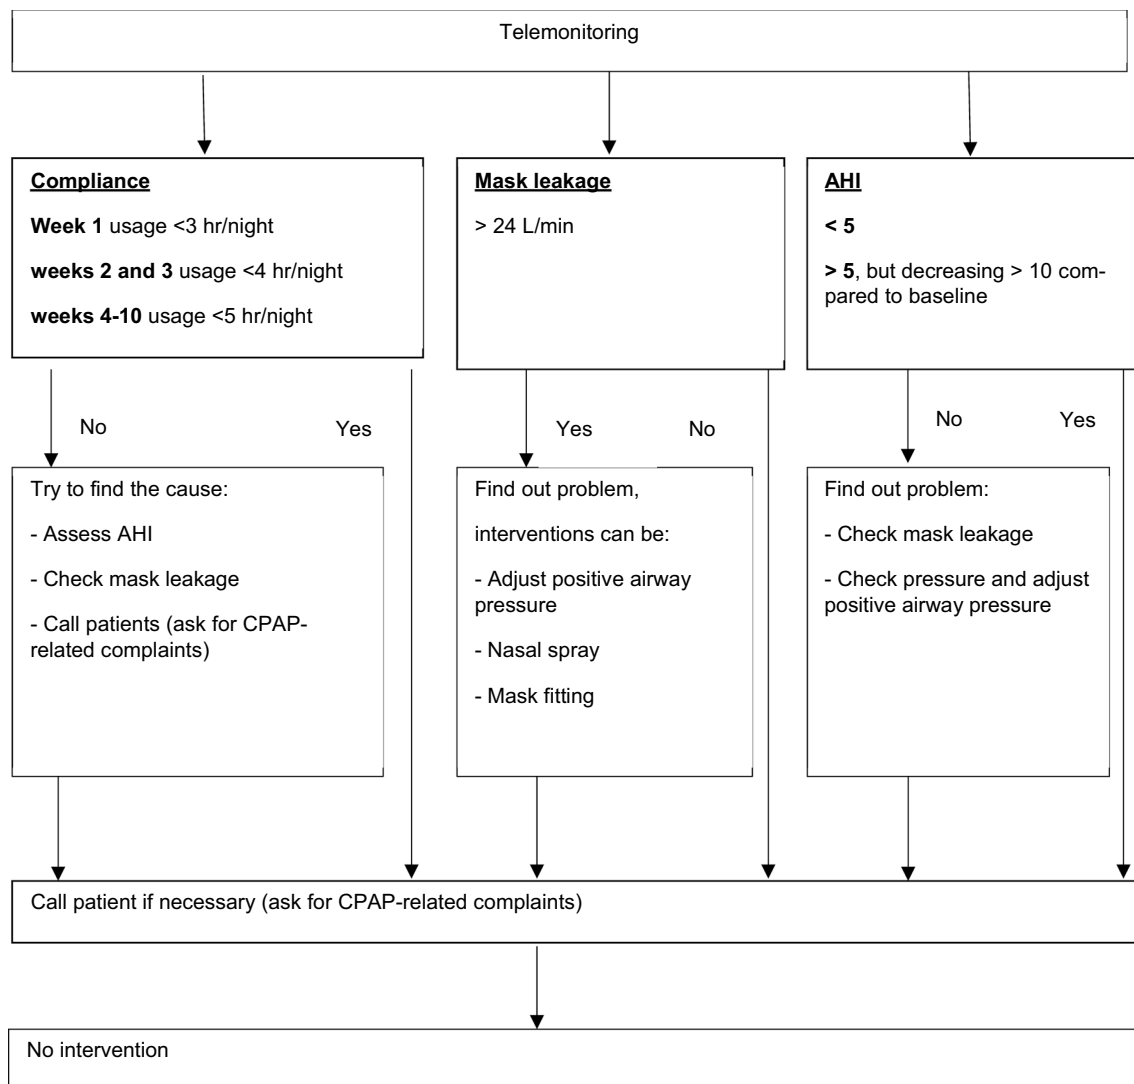 Telemonitoring
Compliance
Week 1 usage <3 hr/night
weeks 2 and 3 usage <4 hr/night
weeks 4-10 usage <5 hr/night
Mask leakage
> 24 L/min
AHI
< 5
> 5, but decreasing > 10 com-
pared to baseline
No
Yes
Yes
No
No
Yes
Try to find the cause:
- Assess AHI
- Check mask leakage
- Call patients (ask for CPAP-
related complaints)
Find out problem,
interventions can be:
- Adjust positive airway
pressure
- Nasal spray
- Mask fitting
Find out problem:
- Check mask leakage
- Check pressure and adjust
positive airway pressure
Call patient if necessary (ask for CPAP-related complaints)
No intervention